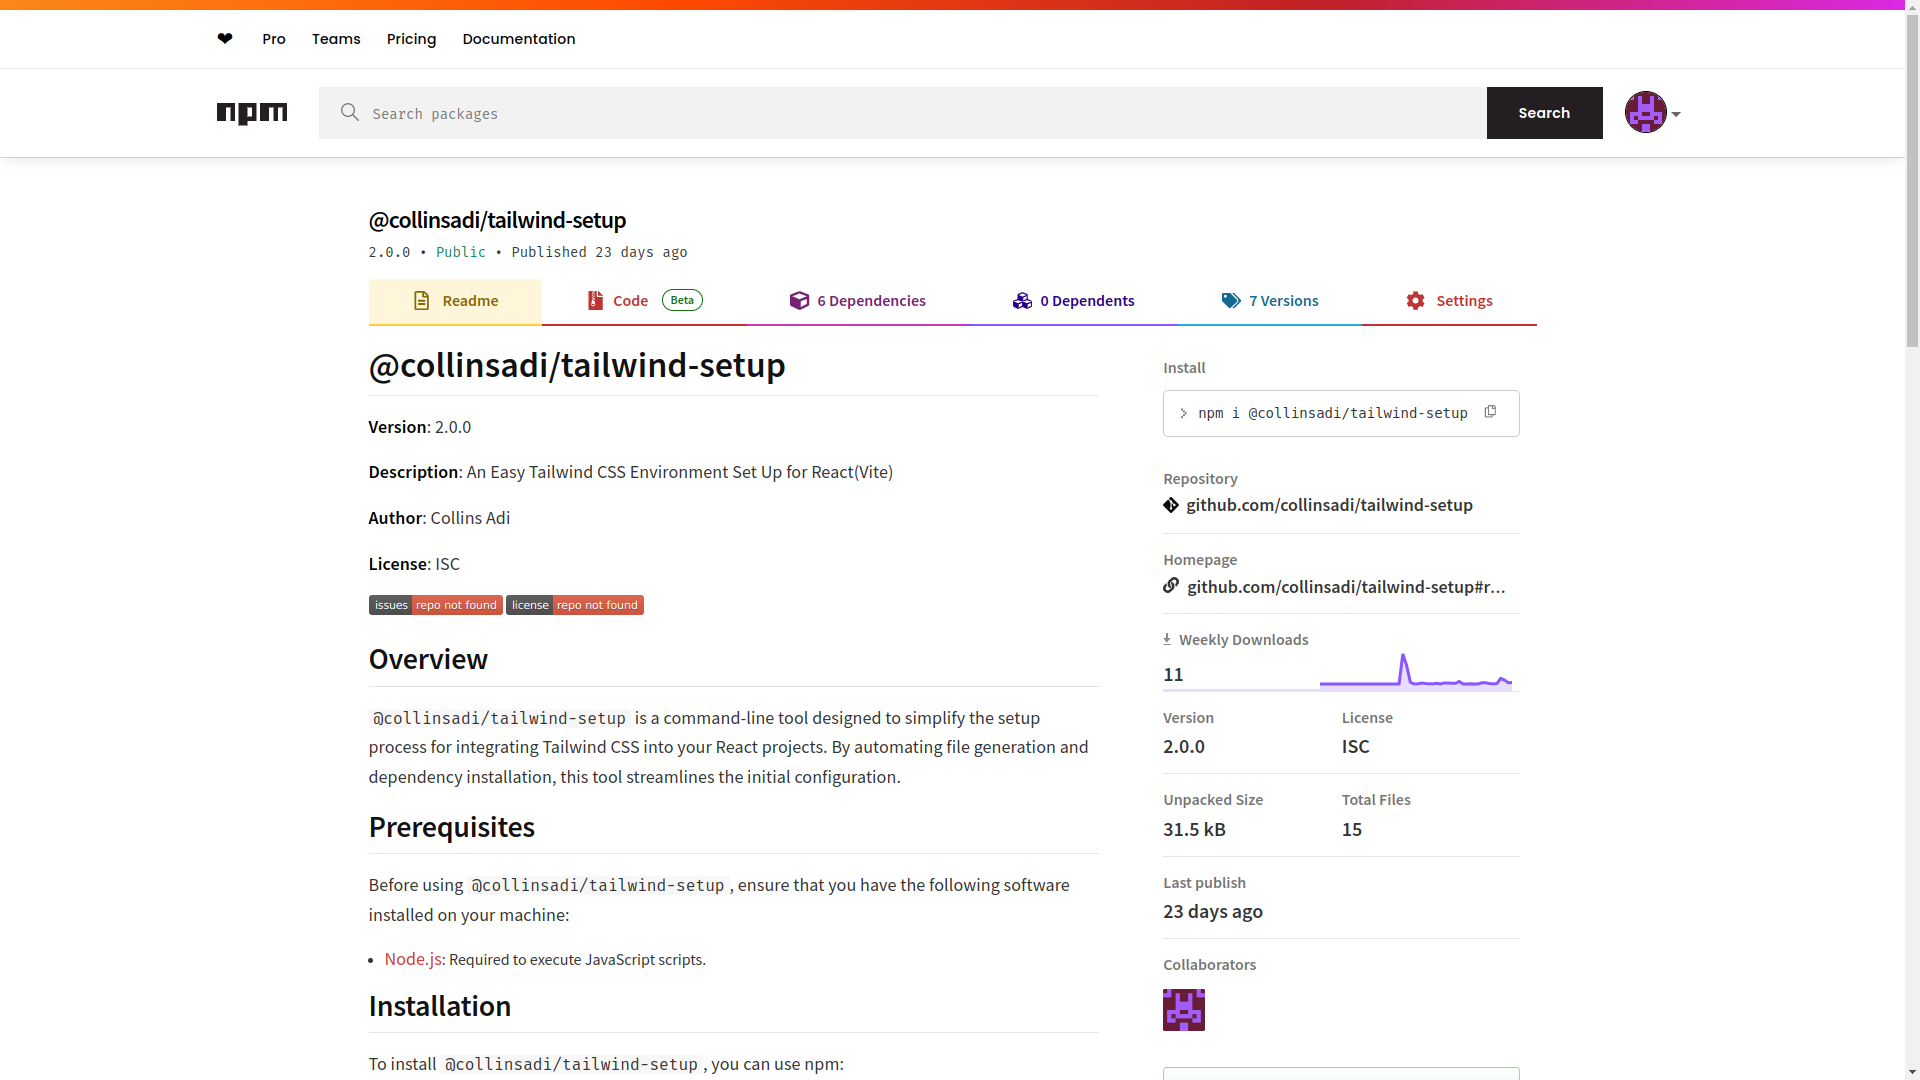 ❤ Pro Teams Pricing Documentation
npm Search packages Search
@collinsadi/tailwind-setup
2.0.0 • Public • Published 23 days ago
Readme Code Beta 6 Dependencies 0 Dependents 7 Versions Settings
@collinsadi/tailwind-setup
Version: 2.0.0
Description: An Easy Tailwind CSS Environment Set Up for React(Vite)
Author: Collins Adi
License: ISC
issues repo not found license repo not found
Overview
@collinsadi/tailwind-setup is a command-line tool designed to simplify the setup
process for integrating Tailwind CSS into your React projects. By automating file generation and
dependency installation, this tool streamlines the initial configuration.
Prerequisites
Before using @collinsadi/tailwind-setup, ensure that you have the following software
installed on your machine:
• Node.js: Required to execute JavaScript scripts.
Installation
To install @collinsadi/tailwind-setup, you can use npm:
Install
> npm i @collinsadi/tailwind-setup
Repository
github.com/collinsadi/tailwind-setup
Homepage
github.com/collinsadi/tailwind-setup#r...
Weekly Downloads
11
Version License
2.0.0 ISC
Unpacked Size Total Files
31.5 kB 15
Last publish
23 days ago
Collaborators